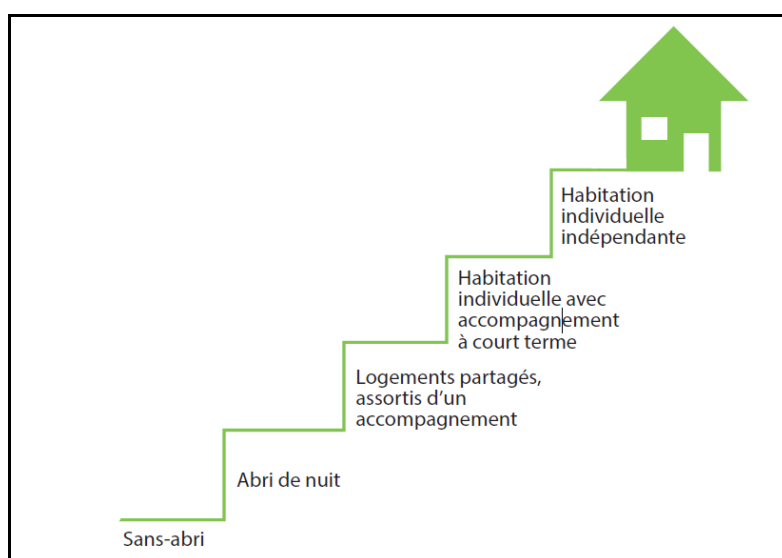 Habitation
individuelle
indépendante
Habitation
individuelle avec
accompagnement
à court terme
Logements partagés,
assortis d'un
accompagnement
Abri de nuit
Sans-abri